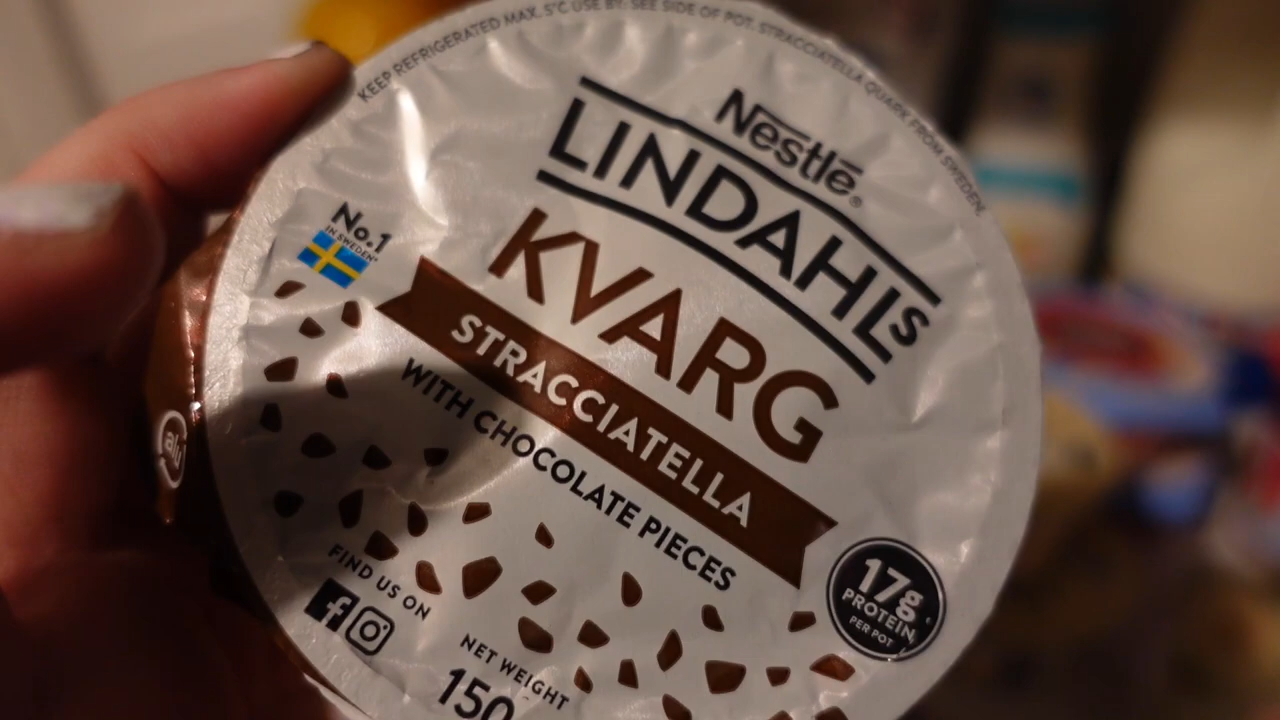 KEEP REFRIGERATED MAX. 5°C USE BY: SEE SIDE OF POT. STRACCIATELLA QUARK FROM SWEDEN.
Nestlé®
LINDAHLS
KVARG
No.1
IN SWEDEN*
STRACCIATELLA
WITH CHOCOLATE PIECES
17g
PROTEIN
PER POT
alu
FIND US ON
f
NET WEIGHT
150